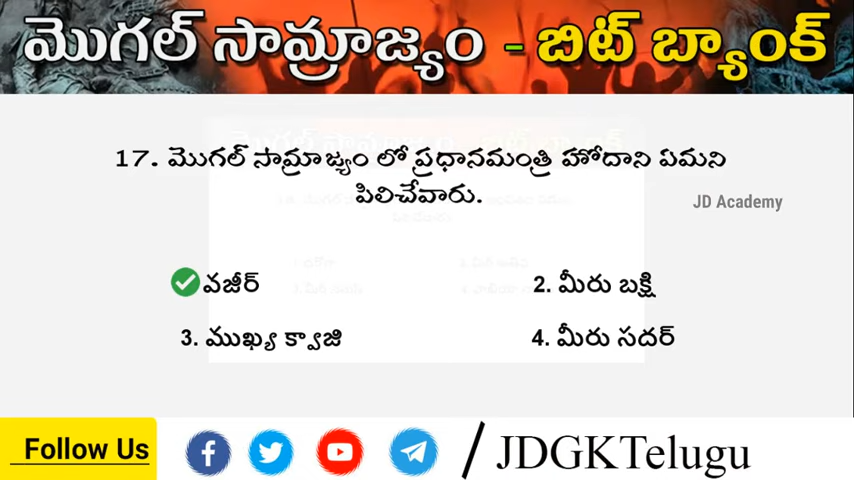 మొగల్ సామ్రాజ్యం - బిట్ బ్యాంక్
17. మొగల్ సామ్రాజ్యం లో ప్రధానమంత్రి హోదాని ఏమని
పిలిచేవారు.
JD Academy
వజీర్
2. మీరు బక్షి
3. ముఖ్య క్వాజి
4. మీరు సదర్
Follow Us
/JDGKTelugu